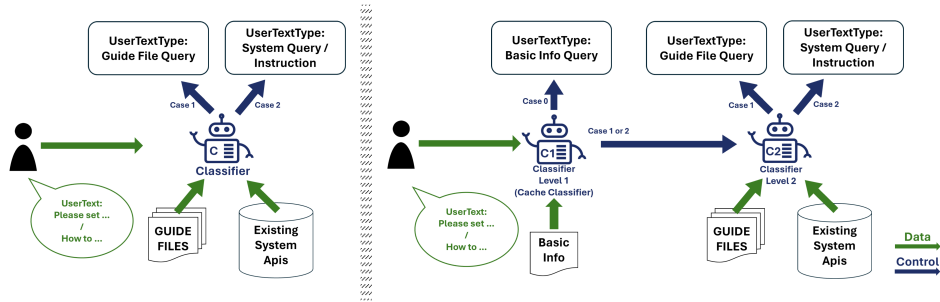 UserTextType:
Guide File Query
UserTextType:
System Query /
Instruction
Case 1
Case 2
C
Classifier
UserText:
Please set ...
/
How to ...
GUIDE
FILES
Existing
System
Apis
UserTextType:
Basic Info Query
UserTextType:
Guide File Query
UserTextType:
System Query /
Instruction
Case 0
Case 1 or 2
Case 1
Case 2
C1
Classifier
Level 1
(Cache Classifier)
C2
Classifier
Level 2
UserText:
Please set ...
/
How to ...
Basic
Info
GUIDE
FILES
Existing
System
Apis
Data
Control